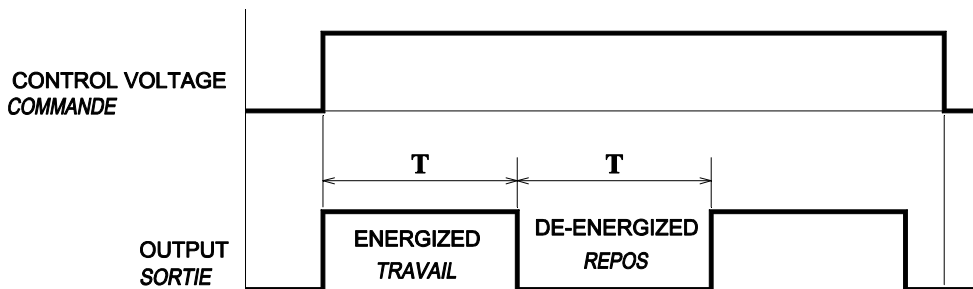 CONTROL VOLTAGE
COMMANDE
T T
ENERGIZED
TRAVAIL
DE-ENERGIZED
REPOS
OUTPUT
SORTIE